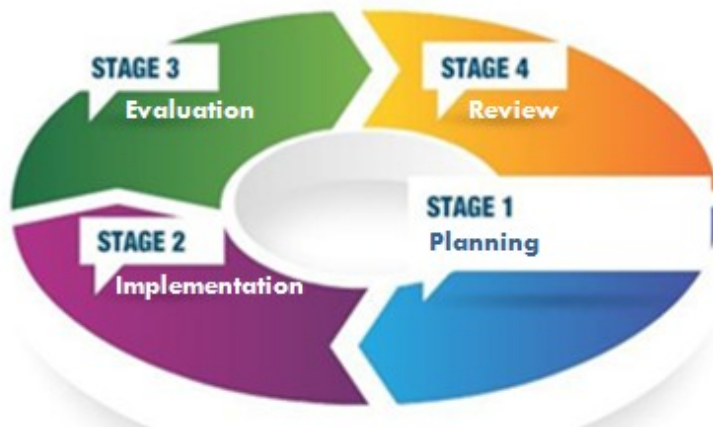 STAGE 3
Evaluation
STAGE 4
Review
STAGE 2
Implementation
STAGE 1
Planning